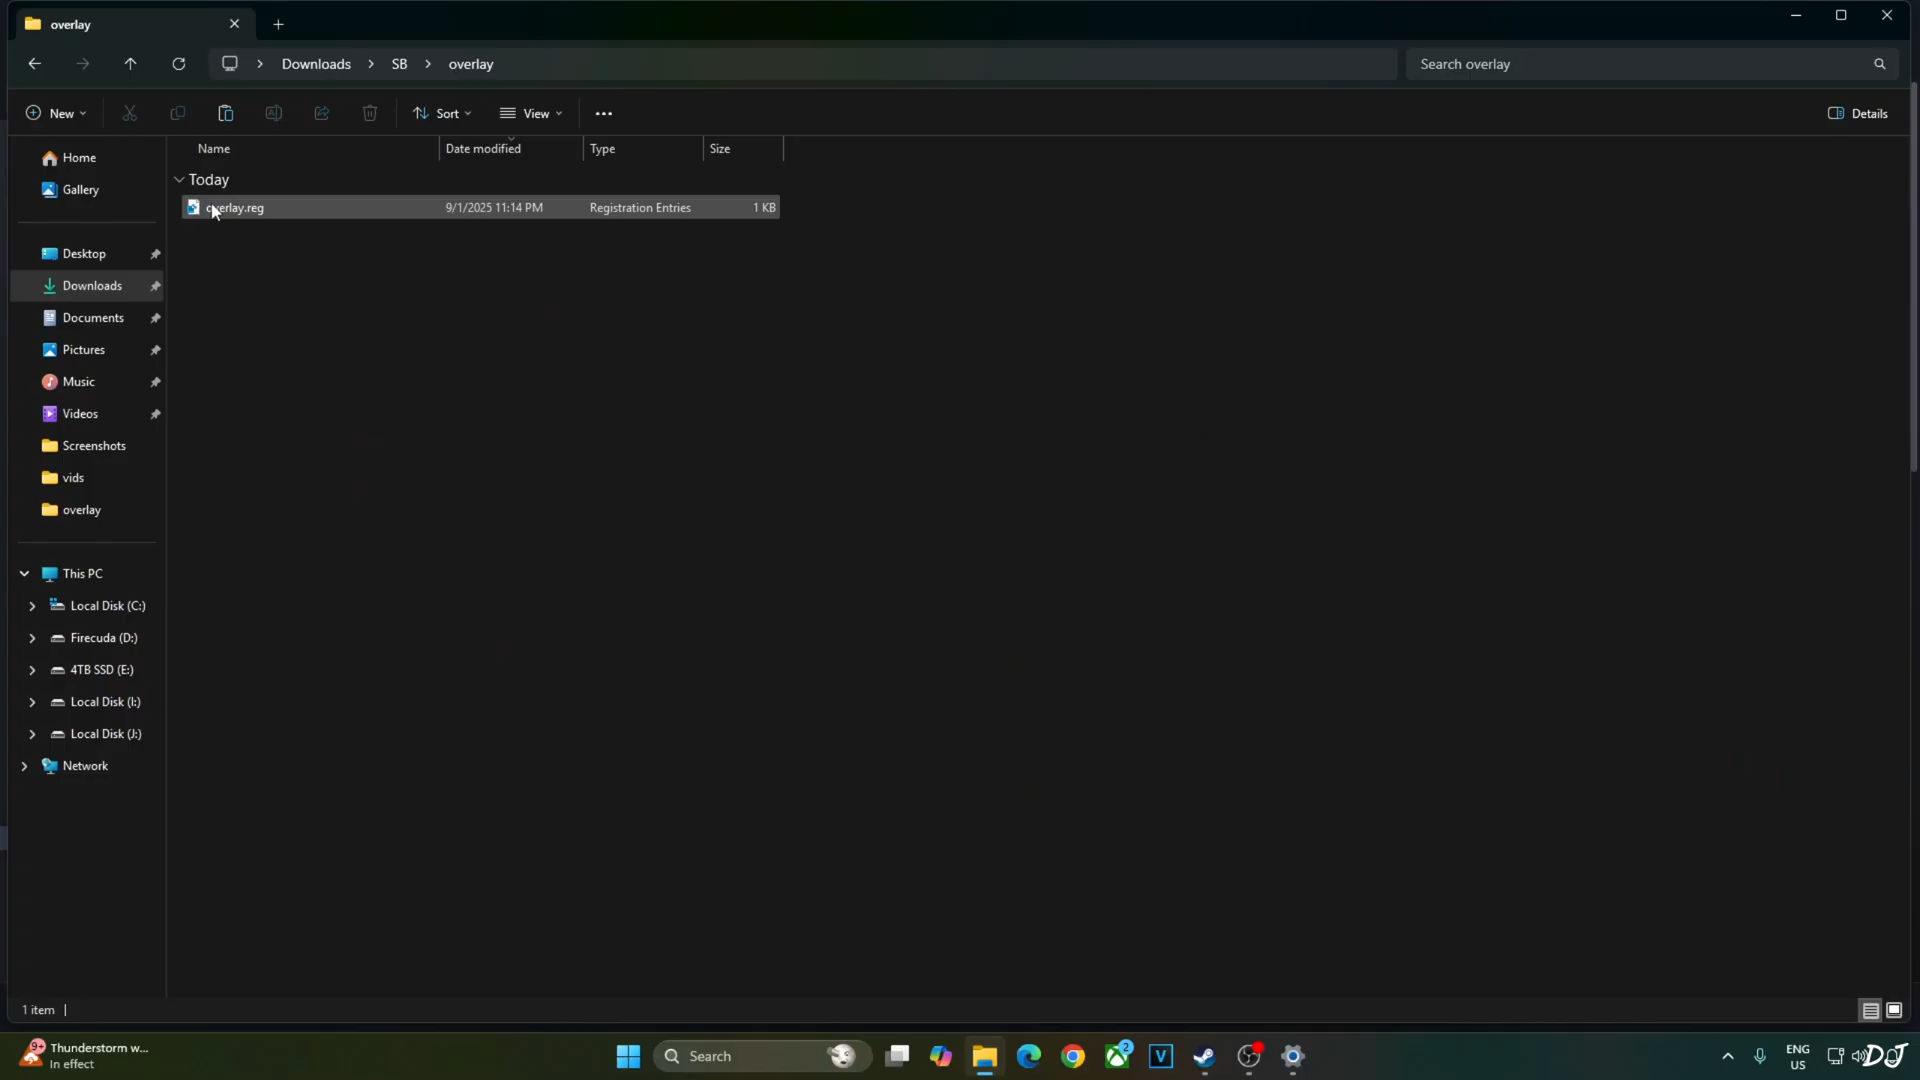 overlay
Downloads > SB > overlay
Search overlay
New
Sort
View
Details
Name
Date modified
Type
Size
Today
overlay.reg
9/1/2025 11:14 PM
Registration Entries
1 KB
Home
Gallery
Desktop
Downloads
Documents
Pictures
Music
Videos
Screenshots
vids
overlay
This PC
Local Disk (C:)
Firecuda (D:)
4TB SSD (E:)
Local Disk (I:)
Local Disk (J:)
Network
1 item
9+
Thunderstorm w...
In effect
Search
2
V
ENG
US
DJ